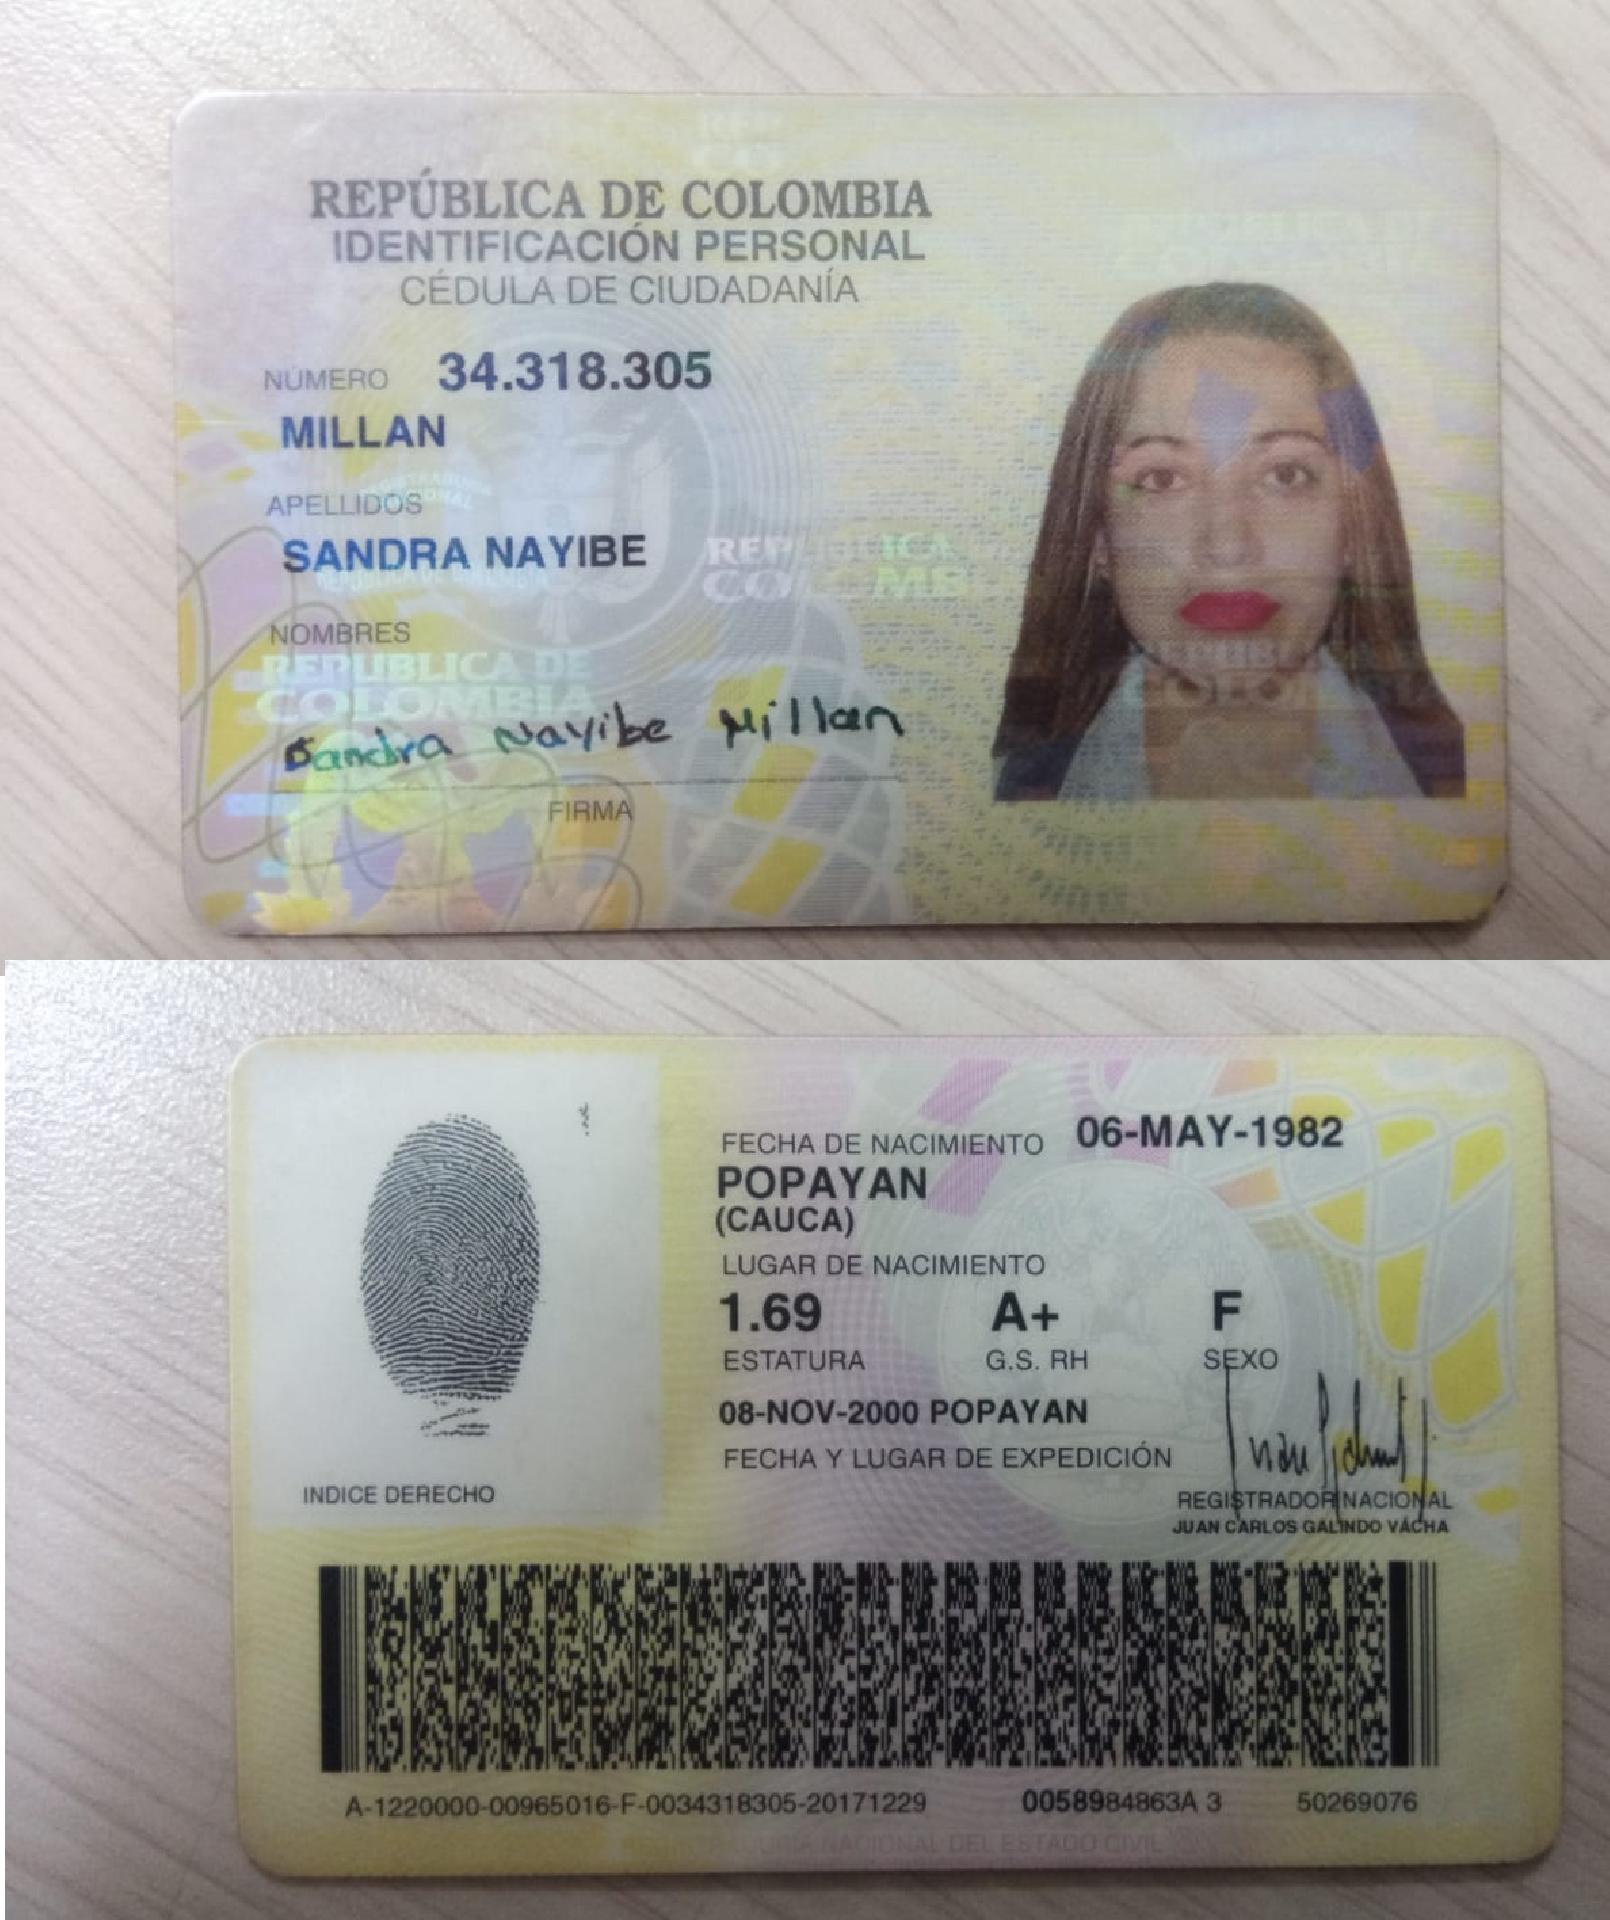 REPÚBLICA DE COLOMBIA
IDENTIFICACIÓN PERSONAL
CÉDULA DE CIUDADANÍA
NÚMERO 34.318.305
MILLAN
APELLIDOS
SANDRA NAYIBE
NOMBRES
REPUBLICA DE
COLOMBIA
Sandra Nayibe Millan
FIRMA
FECHA DE NACIMIENTO 06-MAY-1982
POPAYAN
(CAUCA)
LUGAR DE NACIMIENTO
1.69 A+ F
ESTATURA G.S. RH SEXO
08-NOV-2000 POPAYAN
FECHA Y LUGAR DE EXPEDICIÓN
INDICE DERECHO
REGISTRADOR NACIONAL
JUAN CARLOS GALINDO VÁCHA
A-1220000-00965016-F-0034318305-20171229 0058984863A 3 50269076
REGISTRADURIA NACIONAL DEL ESTADO CIVIL